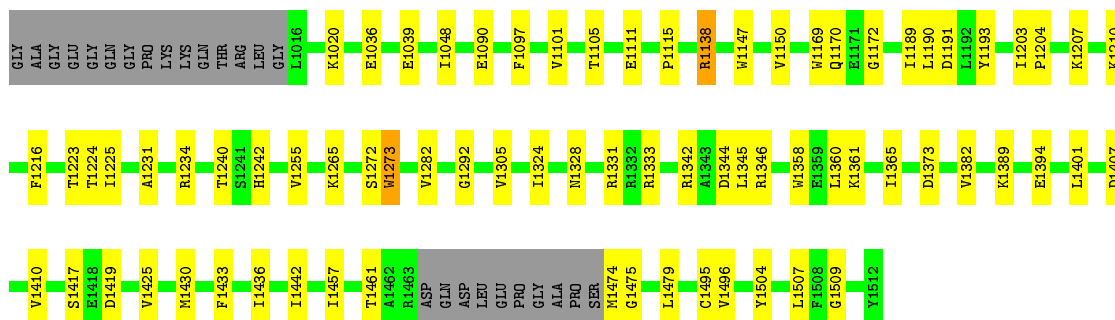 GLY ALA GLY GLU GLY GLN GLY PRO LYS LYS GLN THR ARG LEU GLY L1016 K1020 E1036 E1039 I1048 E1090 F1097 V1101 T1105 E1111 P1115 R1138 W1147 V1150 W1169 Q1170 E1171 G1172 I1189 L1190 D1191 L1192 Y1193 I1203 P1204 K1207
F1216 T1223 T1224 I1225 A1231 R1234 T1240 S1241 H1242 V1255 K1265 S1272 W1273 V1282 G1292 V1305 I1324 N1328 R1331 R1332 R1333 R1342 A1343 D1344 L1345 R1346 W1358 E1359 L1360 K1361 I1365 D1373 V1382 K1389 E1394 L1401 D1407
V1410 S1417 E1418 D1419 V1425 M1430 F1433 I1436 I1442 I1457 T1461 A1462 R1463 ASP GLN ASP LEU GLU PRO GLY ALA PRO SER M1474 G1475 L1479 C1495 V1496 Y1504 L1507 F1508 G1509 Y1512